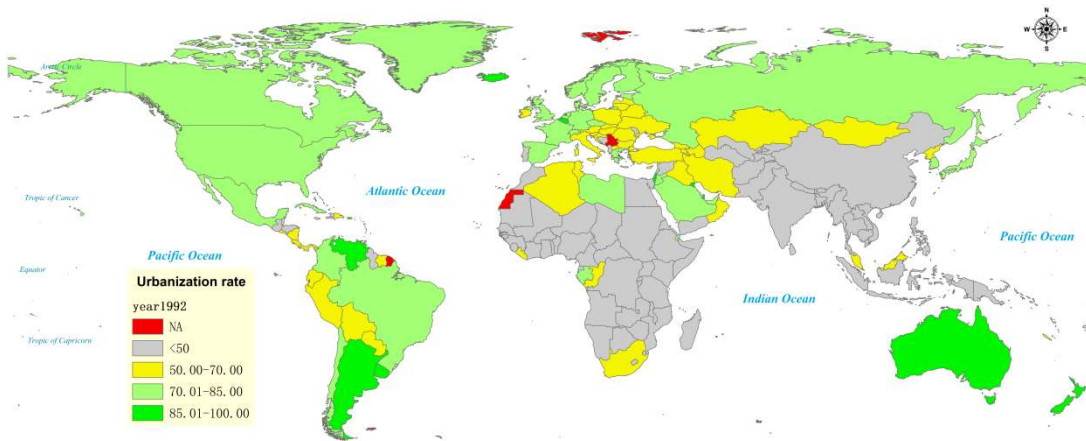 N
W E
S
Arctic Circle
Tropic of Cancer
Atlantic Ocean
Pacific Ocean
Pacific Ocean
Equator
Indian Ocean
Tropic of Capricorn
Urbanization rate
year1992
NA
<50
50.00-70.00
70.01-85.00
85.01-100.00